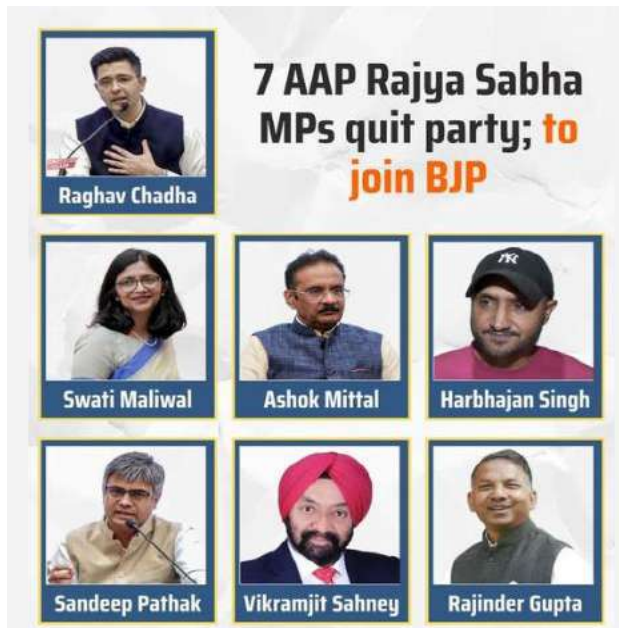 7 AAP Rajya Sabha
MPs quit party; to
join BJP
Raghav Chadha
Swati Maliwal
Ashok Mittal
Harbhajan Singh
Sandeep Pathak
Vikramjit Sahney
Rajinder Gupta